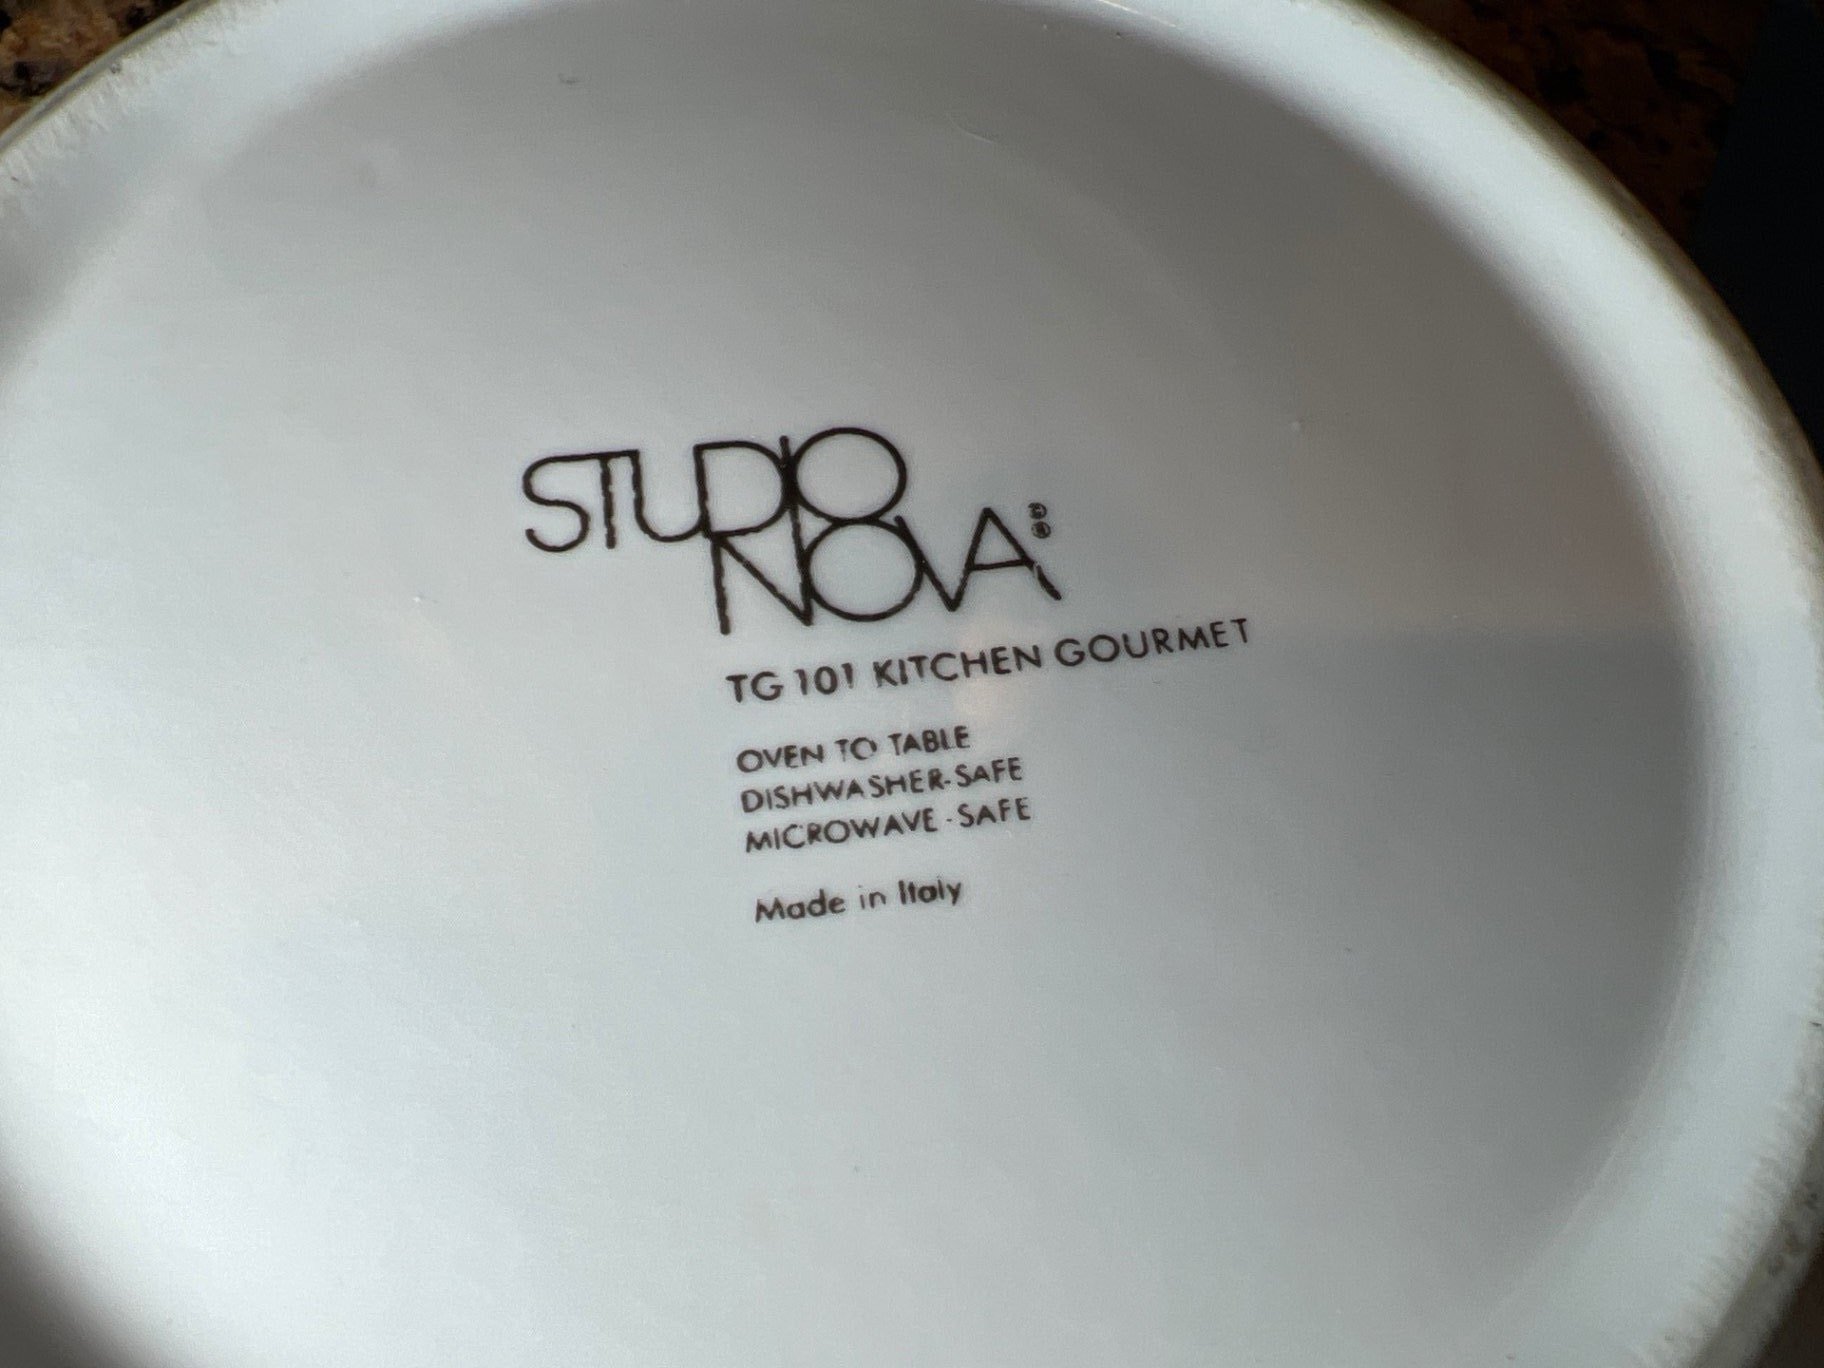 STUDIO
NOVA ©®
TG 101 KITCHEN GOURMET
OVEN TO TABLE
DISHWASHER-SAFE
MICROWAVE-SAFE
Made in Italy